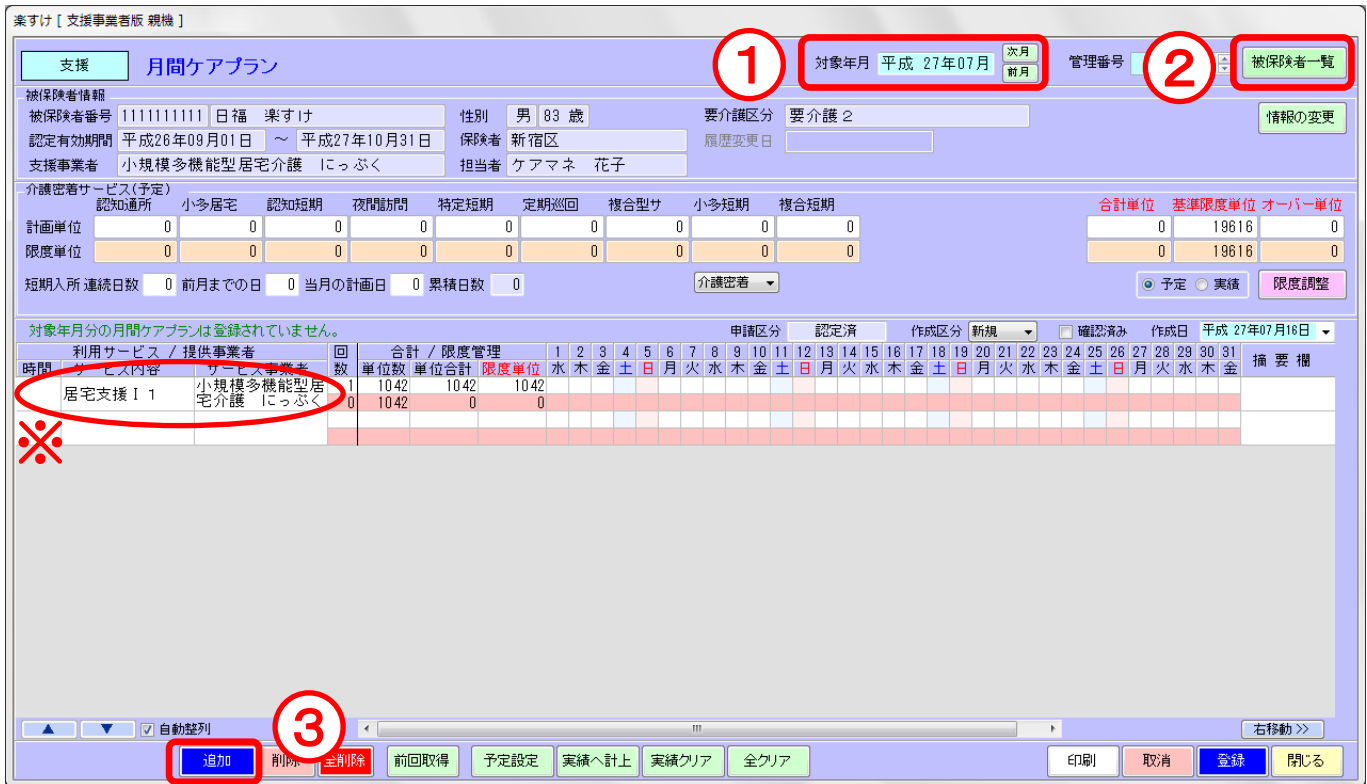 楽すけ [ 支援事業者版 親機 ]
支援 月間ケアプラン ① 対象年月 平成 27年07月 次月 前月 管理番号 ② 被保険者一覧
被保険者情報
被保険者番号 1111111111 日福 楽すけ 性別 男 83 歳 要介護区分 要介護２ 情報の変更
認定有効期間 平成26年09月01日 ～ 平成27年10月31日 保険者 新宿区 履歴変更日
支援事業者 小規模多機能型居宅介護 にっぷく 担当者 ケアマネ 花子
介護密着サービス(予定)
認知通所 小多居宅 認知短期 夜間訪問 特定短期 定期巡回 複合型サ 小多短期 複合短期 合計単位 基準限度単位 オーバー単位
計画単位 0 0 0 0 0 0 0 0 0 0 19616 0
限度単位 0 0 0 0 0 0 0 0 0 0 19616 0
短期入所 連続日数 0 前月までの日 0 当月の計画日 0 累積日数 0 介護密着 予定 実績 限度調整
対象年月分の月間ケアプランは登録されていません。 申請区分 認定済 作成区分 新規 確認済み 作成日 平成 27年07月16日
利用サービス / 提供事業者 回 合計 / 限度管理 1 2 3 4 5 6 7 8 9 10 11 12 13 14 15 16 17 18 19 20 21 22 23 24 25 26 27 28 29 30 31 摘 要 欄
時間 サービス内容 サービス事業者 数 単位数 単位合計 限度単位 水 木 金 土 日 月 火 水 木 金 土 日 月 火 水 木 金 土 日 月 火 水 木 金 土 日 月 火 水 木 金
居宅支援Ⅰ１ 小規模多機能型居 1 1042 1042 1042
宅介護 にっぷく 0 1042 0 0
※
▲ ▼ 自動整列 ③ 右移動 >>
追加 削除 全削除 前回取得 予定設定 実績へ計上 実績クリア 全クリア 印刷 取消 登録 閉じる